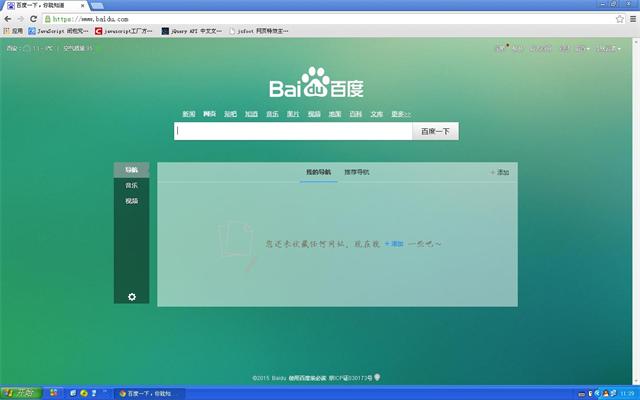 百度一下，你就知道
https://www.baidu.com
应用 JavaScript 闭包究… javascript工厂方… jQuery API 中文文… jsfoot 网页特效主…
西安： 空气质量:
Bai du 百度
新闻 网页 贴吧 知道 音乐 图片 视频 地图 百科 文库 更多>>
百度一下
导航 我的导航 推荐导航 + 添加
音乐
视频
您还未收藏任何网址，现在就 + 添加 一些吧～
©2015 Baidu 使用百度前必读 京ICP证030173号
开始 百度一下，你就知… 11:39